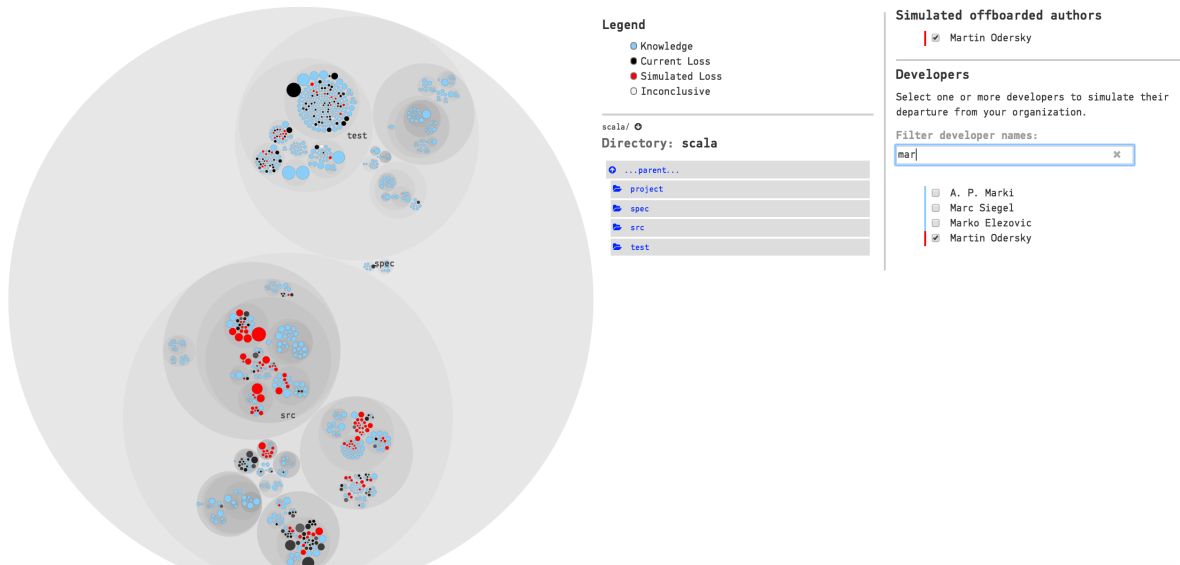 test
spec
src
Legend
Knowledge
Current Loss
Simulated Loss
Inconclusive
scala/
Directory: scala
...parent...
project
spec
src
test
Simulated offboarded authors
Martin Odersky
Developers
Select one or more developers to simulate their
departure from your organization.
Filter developer names:
mar
A. P. Marki
Marc Siegel
Marko Elezovic
Martin Odersky